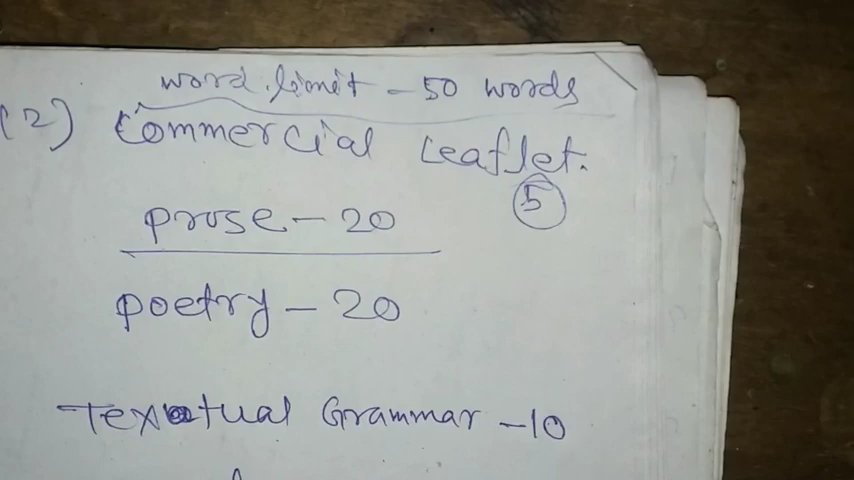 word limit - 50 words
(2) Commercial Leaflet.
5
prose - 20
poetry - 20
Textual Grammar - 10